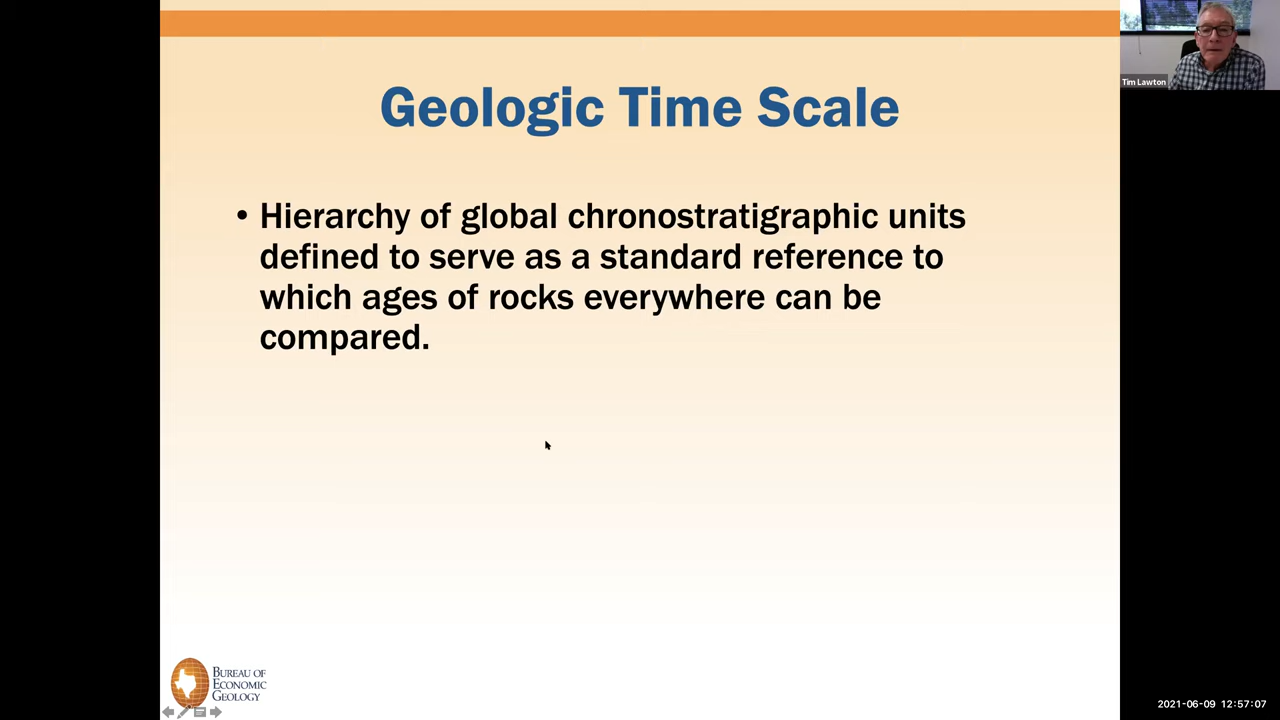 Geologic Time Scale
• Hierarchy of global chronostratigraphic units
defined to serve as a standard reference to
which ages of rocks everywhere can be
compared.
Tim Lawton
BUREAU OF
ECONOMIC
GEOLOGY
2021-06-09 12:57:07